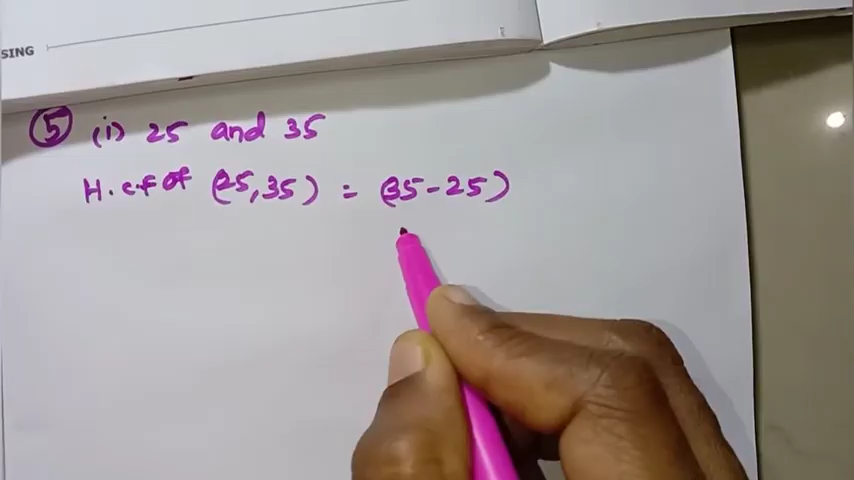 SING
⑤ (i) 25 and 35
H.c.f of (25,35) = (35-25)